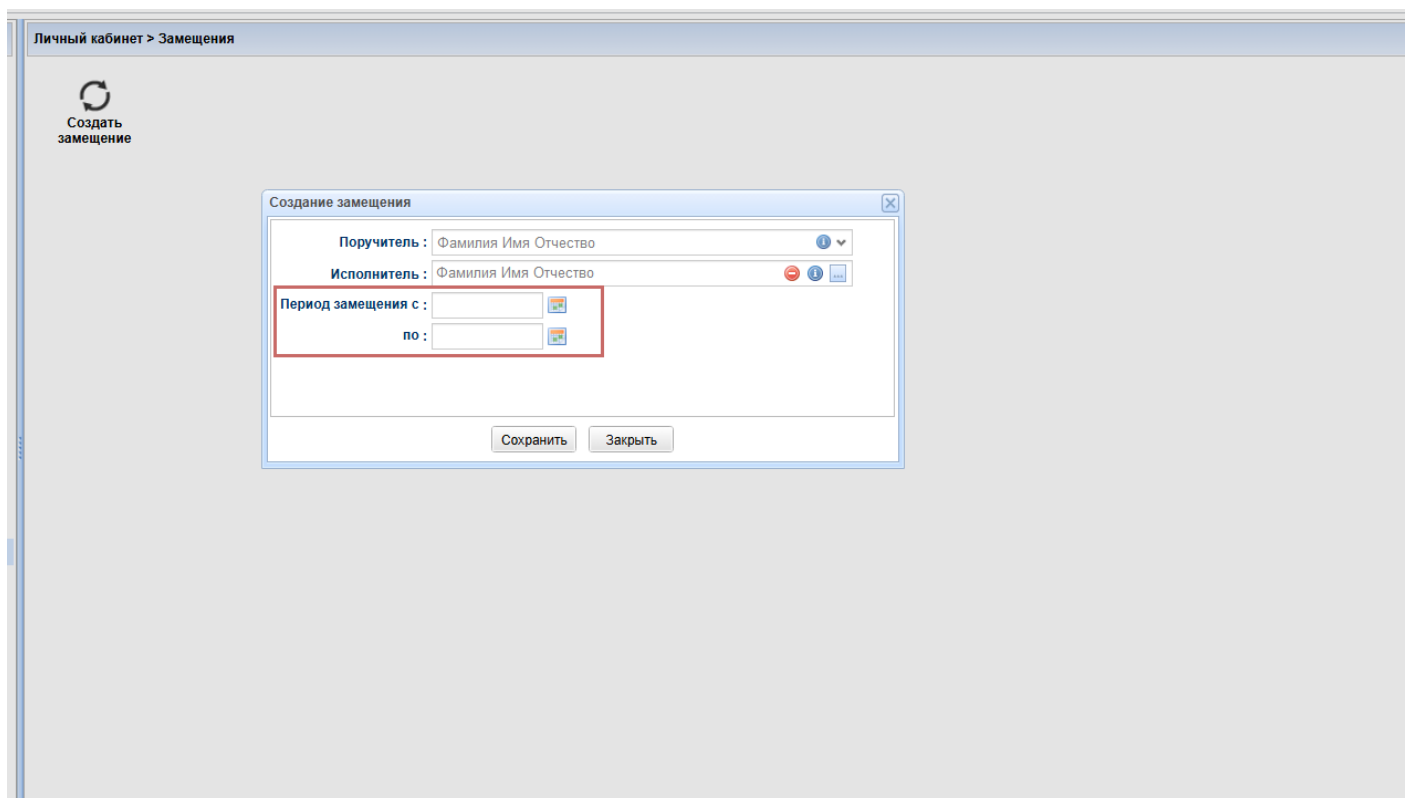 Личный кабинет > Замещения
Создать
замещение
Создание замещения
Поручитель : Фамилия Имя Отчество
Исполнитель : Фамилия Имя Отчество
Период замещения с :
по :
Сохранить Закрыть